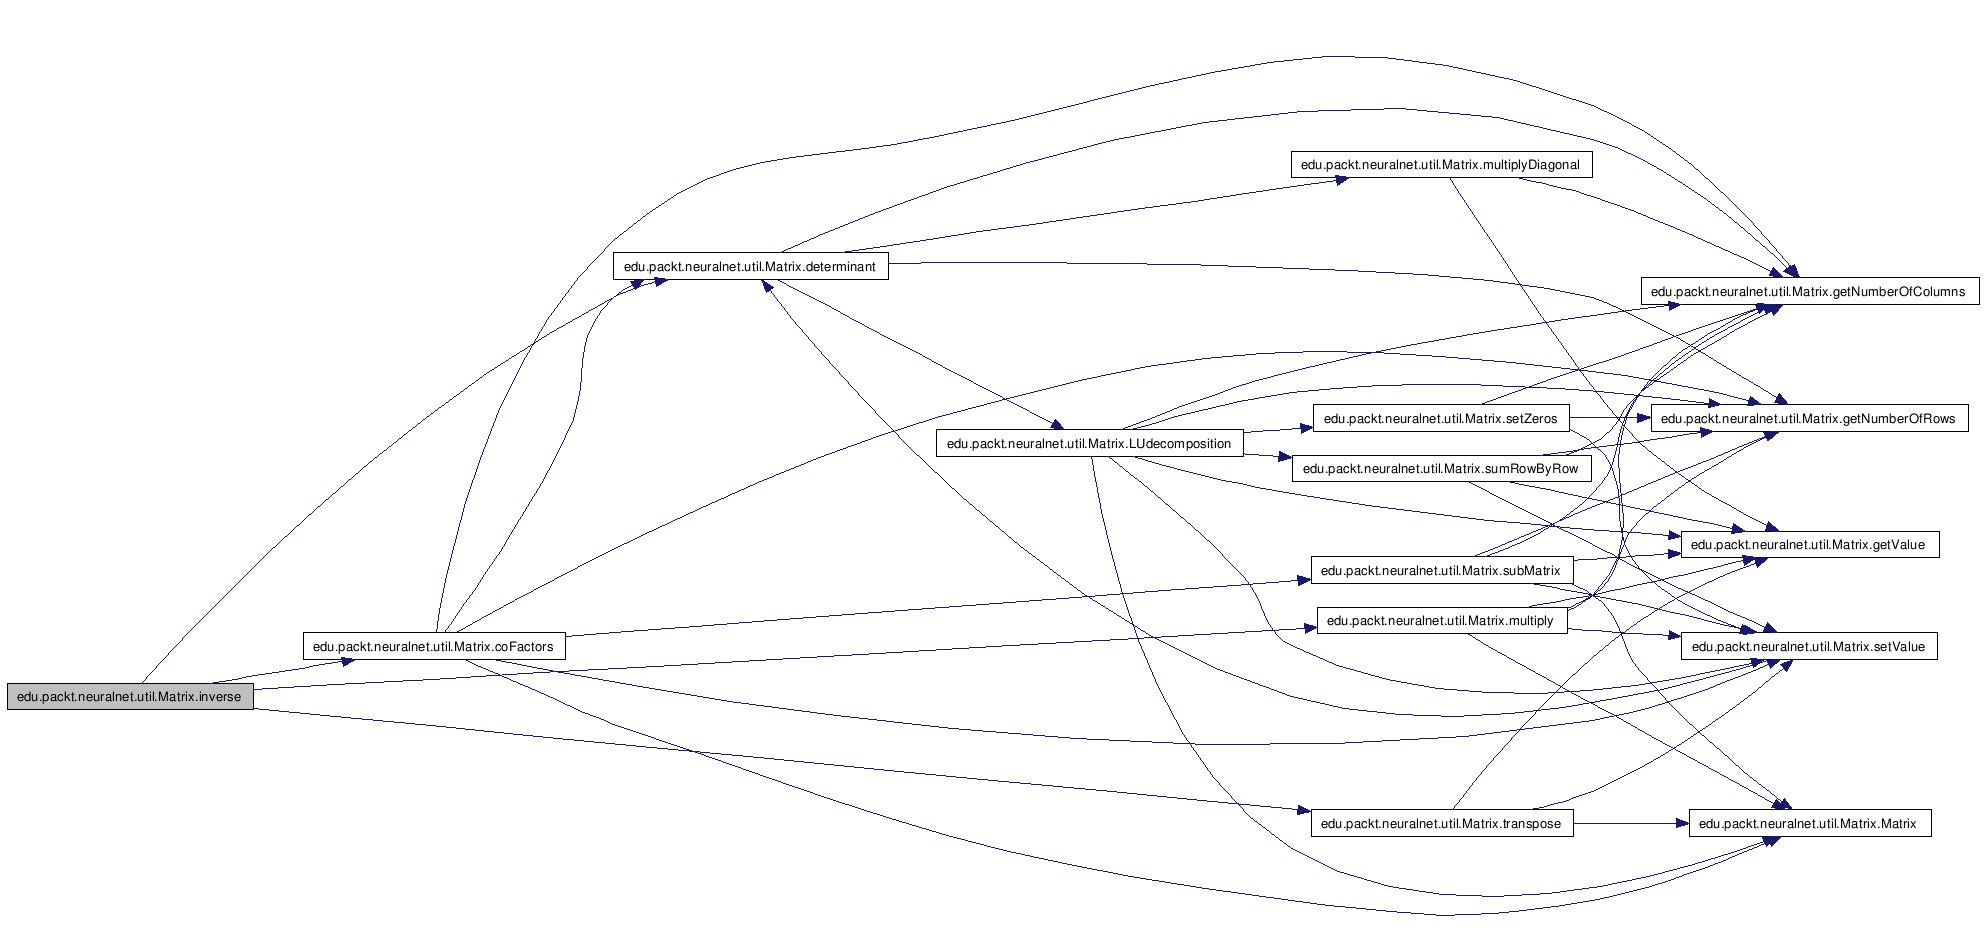 edu.packt.neuralnet.util.Matrix.multiplyDiagonal
edu.packt.neuralnet.util.Matrix.determinant
edu.packt.neuralnet.util.Matrix.getNumberOfColumns
edu.packt.neuralnet.util.Matrix.setZeros
edu.packt.neuralnet.util.Matrix.getNumberOfRows
edu.packt.neuralnet.util.Matrix.LUdecomposition
edu.packt.neuralnet.util.Matrix.sumRowByRow
edu.packt.neuralnet.util.Matrix.getValue
edu.packt.neuralnet.util.Matrix.subMatrix
edu.packt.neuralnet.util.Matrix.multiply
edu.packt.neuralnet.util.Matrix.coFactors
edu.packt.neuralnet.util.Matrix.setValue
edu.packt.neuralnet.util.Matrix.inverse
edu.packt.neuralnet.util.Matrix.transpose
edu.packt.neuralnet.util.Matrix.Matrix